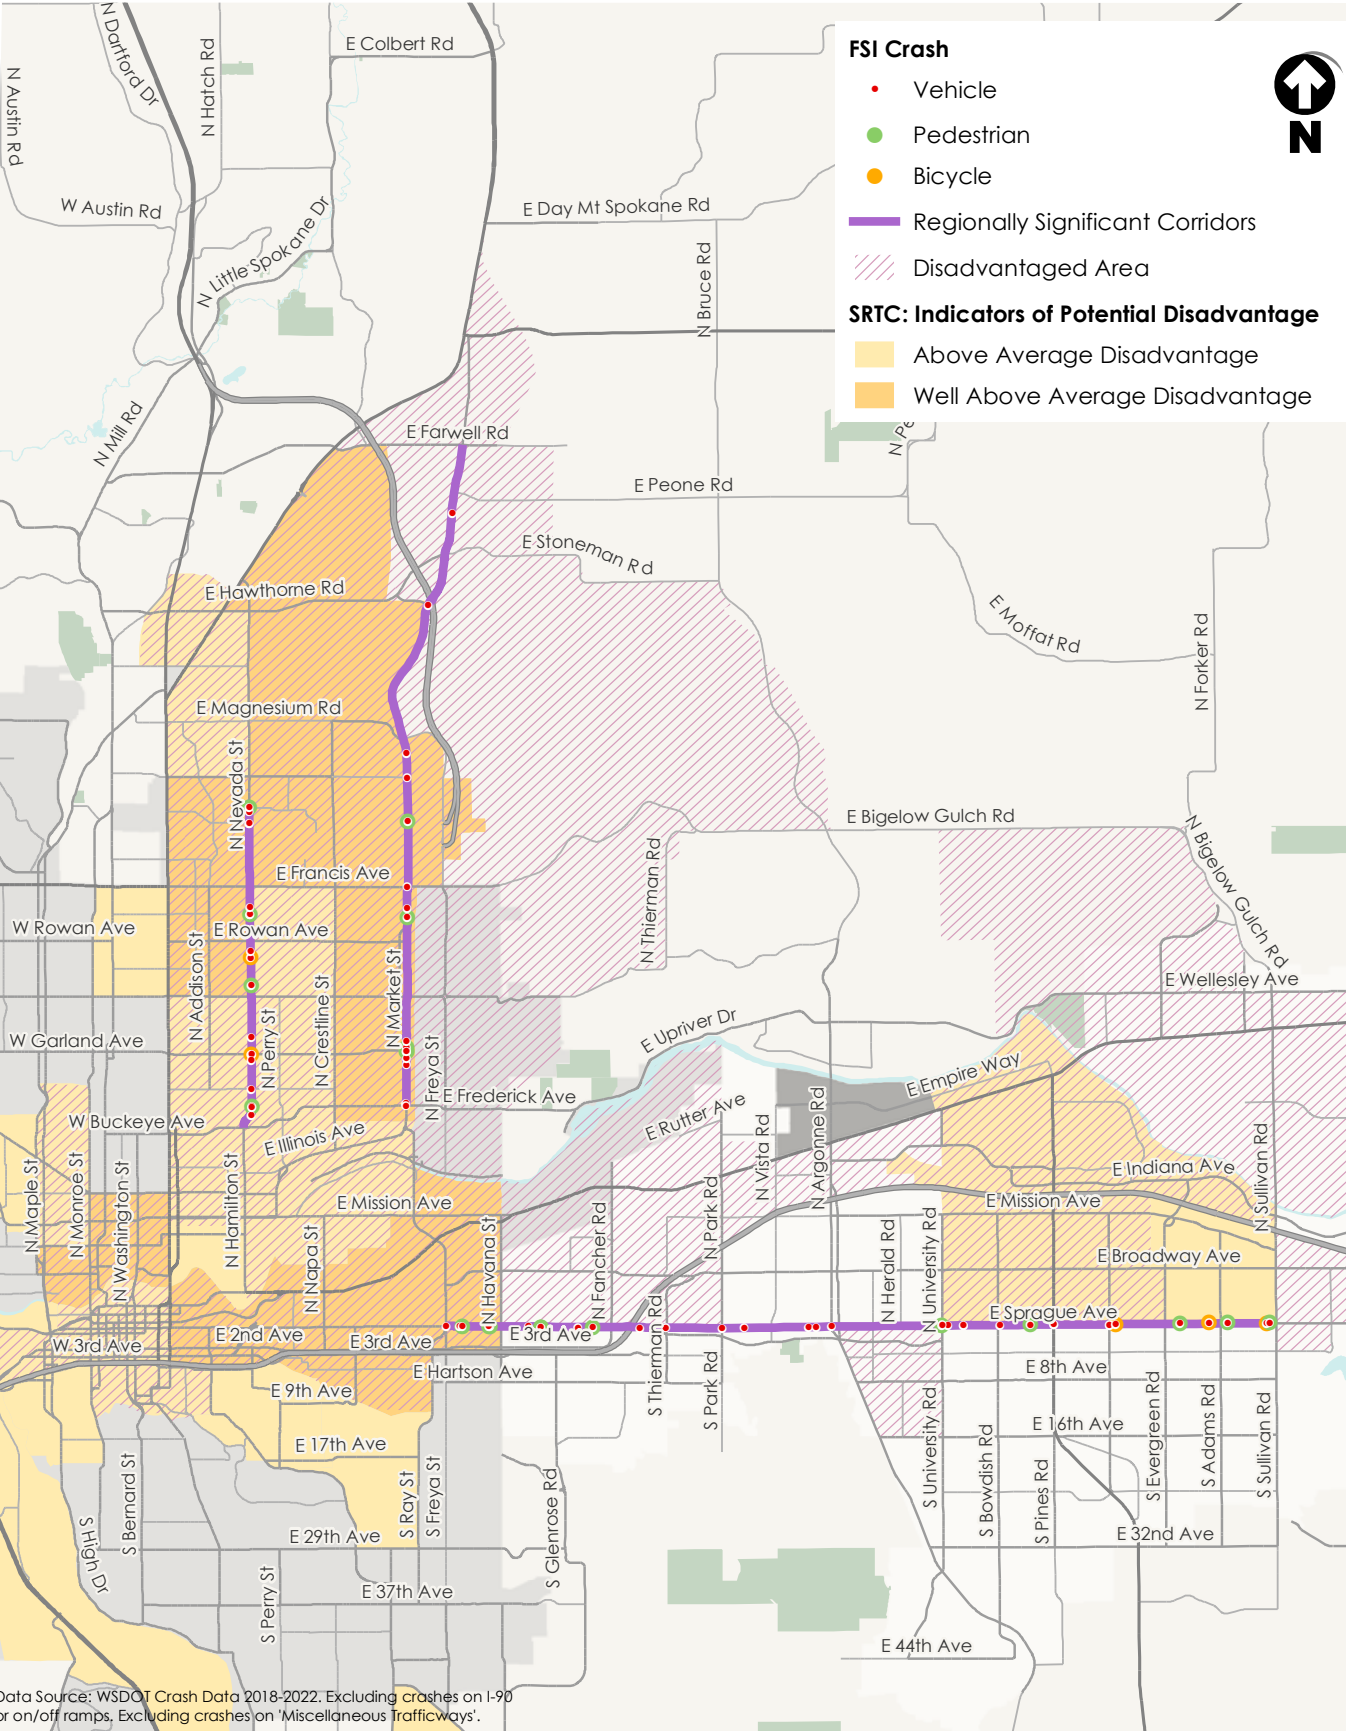 FSI Crash
Vehicle
Pedestrian
Bicycle
Regionally Significant Corridors
Disadvantaged Area
SRTC: Indicators of Potential Disadvantage
Above Average Disadvantage
Well Above Average Disadvantage
N
N Dartford Dr
N Hatch Rd
E Colbert Rd
N Austin Rd
W Austin Rd
N Little Spokane Dr
E Day Mt Spokane Rd
N Bruce Rd
N Mill Rd
E Farwell Rd
N Pe
E Peone Rd
E Stoneman Rd
E Hawthorne Rd
E Moffat Rd
N Forker Rd
E Magnesium Rd
N Nevada St
E Bigelow Gulch Rd
N Bigelow Gulch Rd
E Francis Ave
N Thierman Rd
W Rowan Ave
E Rowan Ave
N Addison St
N Market St
N Crestline St
E Wellesley Ave
W Garland Ave
N Perry St
N Freya St
E Upriver Dr
E Empire Way
E Frederick Ave
W Buckeye Ave
E Illinois Ave
E Rutter Ave
N Vista Rd
N Argonne Rd
E Indiana Ave
N Sullivan Rd
N Maple St
N Monroe St
N Washington St
N Hamilton St
E Mission Ave
E Mission Ave
N Napa St
N Havana St
N Fancher Rd
N Park Rd
N Herald Rd
N University Rd
E Broadway Ave
E Sprague Ave
W 3rd Ave
E 2nd Ave
E 3rd Ave
E 3rd Ave
E Hartson Ave
S Thierman Rd
S Park Rd
E 8th Ave
E 9th Ave
E 16th Ave
E 17th Ave
S University Rd
S Bowdish Rd
S Pines Rd
S Evergreen Rd
S Adams Rd
S Sullivan Rd
S High Dr
S Bernard St
S Ray St
S Freya St
S Glenrose Rd
E 29th Ave
E 32nd Ave
S Perry St
E 37th Ave
E 44th Ave
Data Source: WSDOT Crash Data 2018-2022. Excluding crashes on I-90
or on/off ramps. Excluding crashes on 'Miscellaneous Trafficways'.